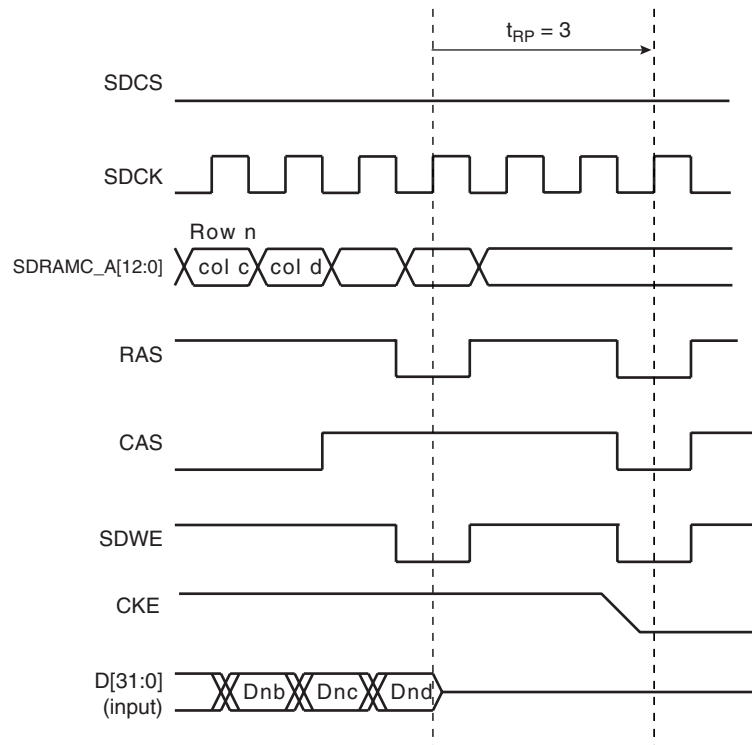 tRP = 3
SDCS
SDCK
Row n
SDRAMC_A[12:0]
col c
col d
RAS
CAS
SDWE
CKE
D[31:0]
(input)
Dnb
Dnc
Dnd